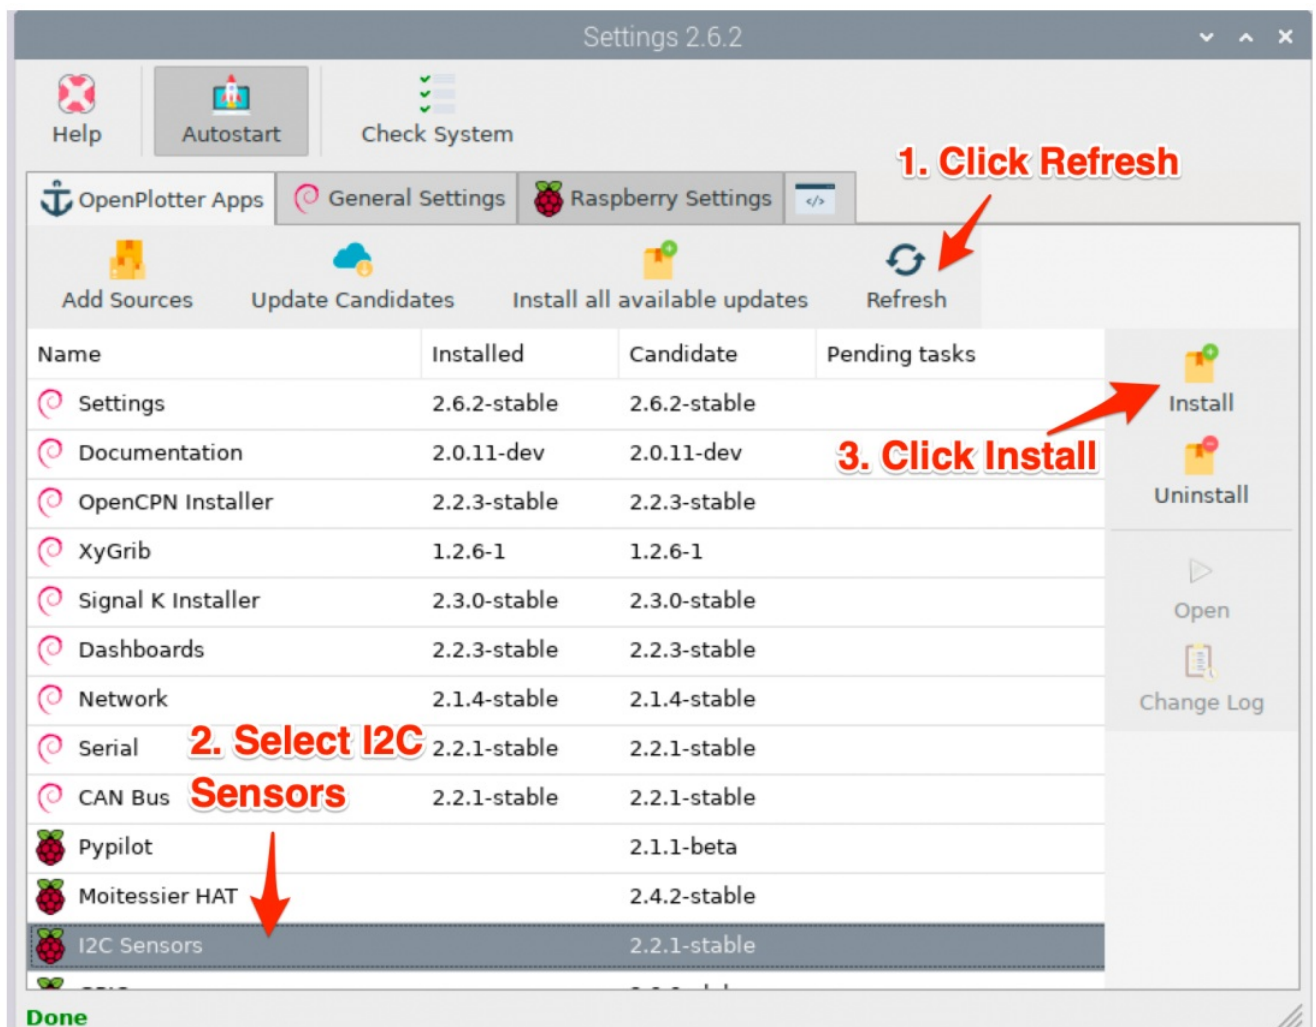 Settings 2.6.2
Help
Autostart
Check System
1. Click Refresh
OpenPlotter Apps
General Settings
Raspberry Settings
</>
Add Sources
Update Candidates
Install all available updates
Refresh
Name Installed Candidate Pending tasks
Install
Settings 2.6.2-stable 2.6.2-stable
3. Click Install
Documentation 2.0.11-dev 2.0.11-dev
Uninstall
OpenCPN Installer 2.2.3-stable 2.2.3-stable
XyGrib 1.2.6-1 1.2.6-1
Open
Signal K Installer 2.3.0-stable 2.3.0-stable
Dashboards 2.2.3-stable 2.2.3-stable
Change Log
Network 2.1.4-stable 2.1.4-stable
2. Select I2C
Sensors
Serial 2.2.1-stable 2.2.1-stable
CAN Bus 2.2.1-stable 2.2.1-stable
Pypilot 2.1.1-beta
Moitessier HAT 2.4.2-stable
I2C Sensors 2.2.1-stable
Done